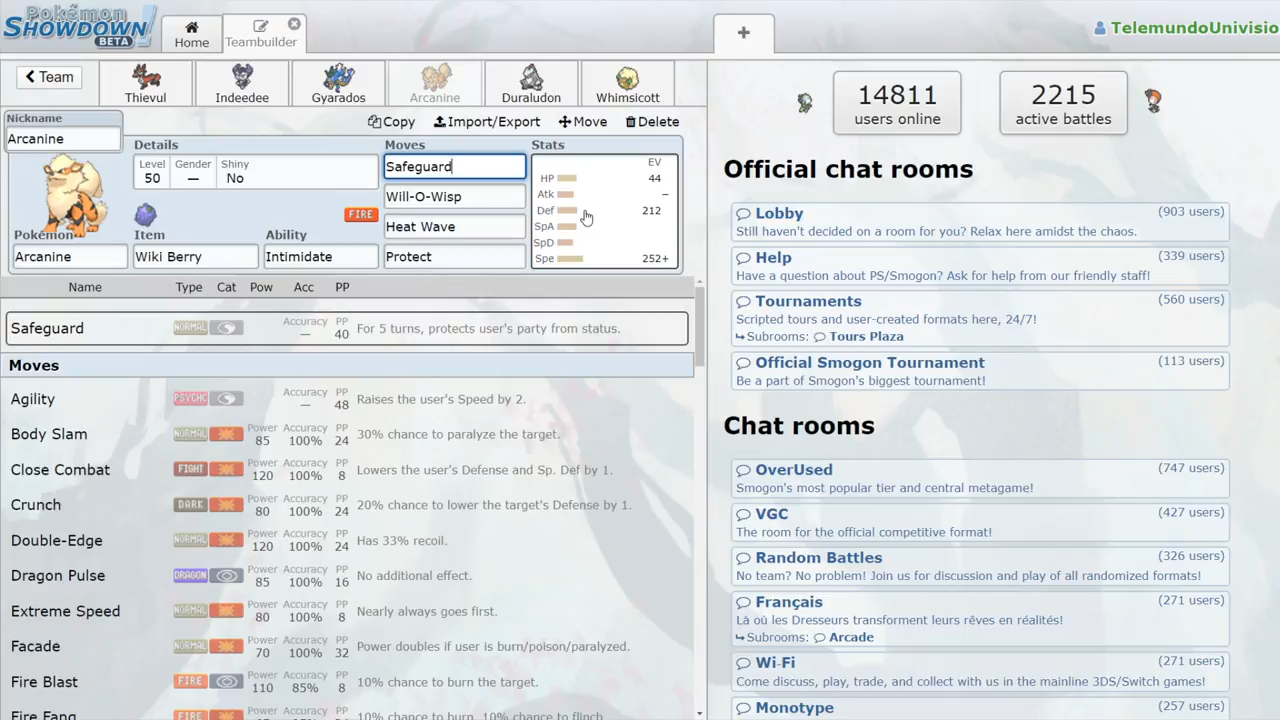 Pokémon
SHOWDOWN!
BETA
Home
Teambuilder
+
TelemundoUnivisio
< Team
Thievul
Indeedee
Gyarados
Arcanine
Duraludon
Whimsicott
Copy
Import/Export
Move
Delete
Nickname
Arcanine
Details
Level
50
Gender
—
Shiny
No
FIRE
Pokémon
Arcanine
Item
Wiki Berry
Ability
Intimidate
Moves
Safeguard
Will-O-Wisp
Heat Wave
Protect
Stats
EV
HP 44
Atk –
Def 212
SpA
SpD
Spe 252+
Name Type Cat Pow Acc PP
Safeguard NORMAL Accuracy — PP 40 For 5 turns, protects user's party from status.
Moves
Agility PSYCHC Accuracy — PP 48 Raises the user's Speed by 2.
Body Slam NORMAL Power 85 Accuracy 100% PP 24 30% chance to paralyze the target.
Close Combat FIGHT Power 120 Accuracy 100% PP 8 Lowers the user's Defense and Sp. Def by 1.
Crunch DARK Power 80 Accuracy 100% PP 24 20% chance to lower the target's Defense by 1.
Double-Edge NORMAL Power 120 Accuracy 100% PP 24 Has 33% recoil.
Dragon Pulse DRAGON Power 85 Accuracy 100% PP 16 No additional effect.
Extreme Speed NORMAL Power 80 Accuracy 100% PP 8 Nearly always goes first.
Facade NORMAL Power 70 Accuracy 100% PP 32 Power doubles if user is burn/poison/paralyzed.
Fire Blast FIRE Power 110 Accuracy 85% PP 8 10% chance to burn the target.
Fire Fang FIRE Power Accuracy PP 10% chance to burn. 10% chance to flinch.
14811
users online
2215
active battles
Official chat rooms
Lobby (903 users)
Still haven't decided on a room for you? Relax here amidst the chaos.
Help (339 users)
Have a question about PS/Smogon? Ask for help from our friendly staff!
Tournaments (560 users)
Scripted tours and user-created formats here, 24/7!
Subrooms: Tours Plaza
Official Smogon Tournament (113 users)
Be a part of Smogon's biggest tournament!
Chat rooms
OverUsed (747 users)
Smogon's most popular tier and central metagame!
VGC (427 users)
The room for the official competitive format!
Random Battles (326 users)
No team? No problem! Join us for discussion and play of all randomized formats!
Français (271 users)
Là où les Dresseurs transforment leurs rêves en réalités!
Subrooms: Arcade
Wi-Fi (271 users)
Come discuss, play, trade, and collect with us in the mainline 3DS/Switch games!
Monotype (257 users)